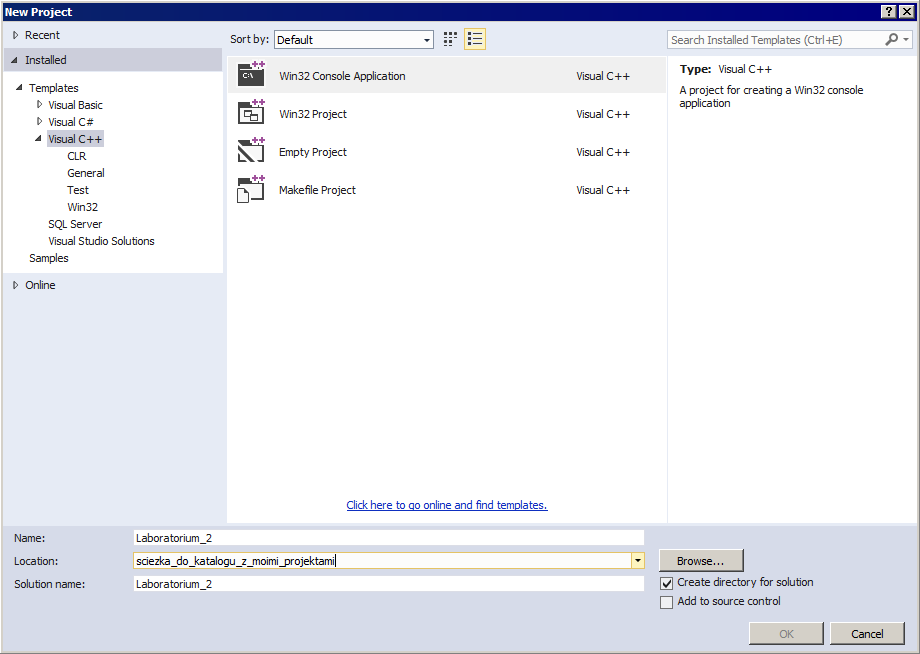 New Project
Recent
Installed
Templates
Visual Basic
Visual C#
Visual C++
CLR
General
Test
Win32
SQL Server
Visual Studio Solutions
Samples
Online
Sort by: Default
Search Installed Templates (Ctrl+E)
Win32 Console Application Visual C++
Win32 Project Visual C++
Empty Project Visual C++
Makefile Project Visual C++
Click here to go online and find templates.
Type: Visual C++
A project for creating a Win32 console
application
Name: Laboratorium_2
Location: sciezka_do_katalogu_z_moimi_projektami Browse...
Solution name: Laboratorium_2
Create directory for solution
Add to source control
OK Cancel